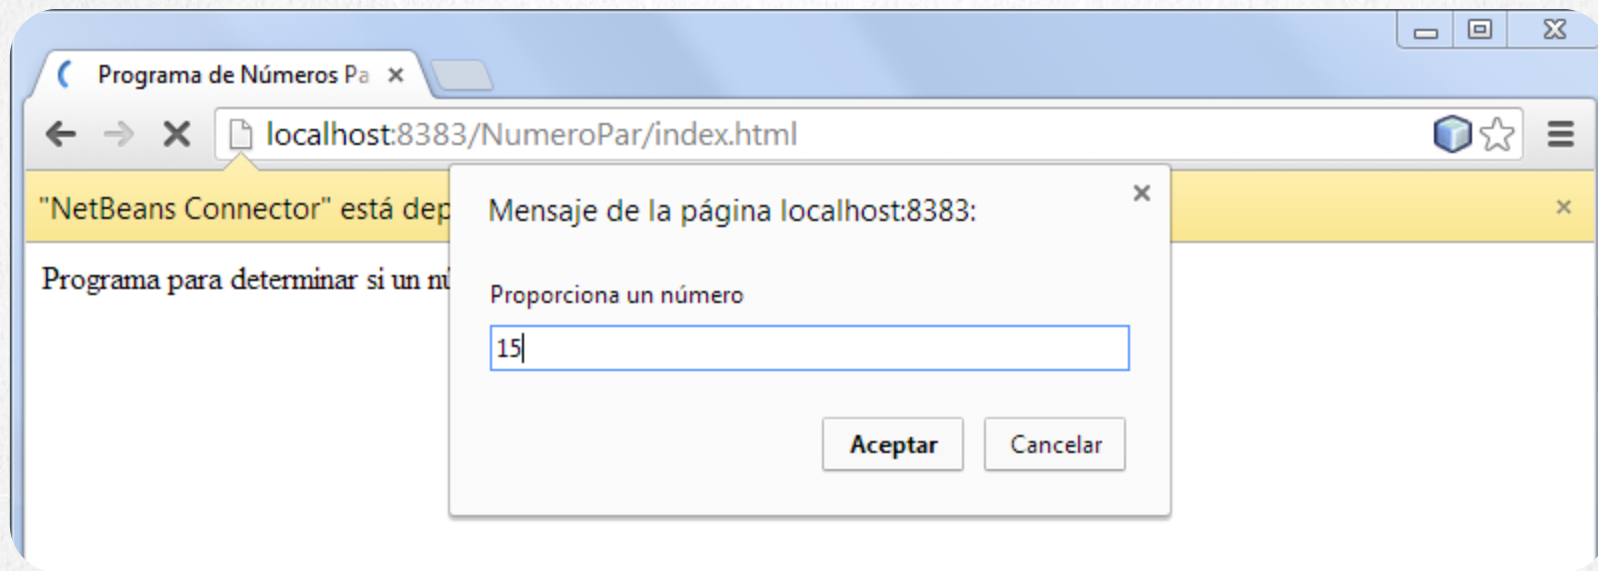 Programa de Números Pa
localhost:8383/NumeroPar/index.html
"NetBeans Connector" está dep
Mensaje de la página localhost:8383:
Programa para determinar si un nú
Proporciona un número
15
Aceptar
Cancelar